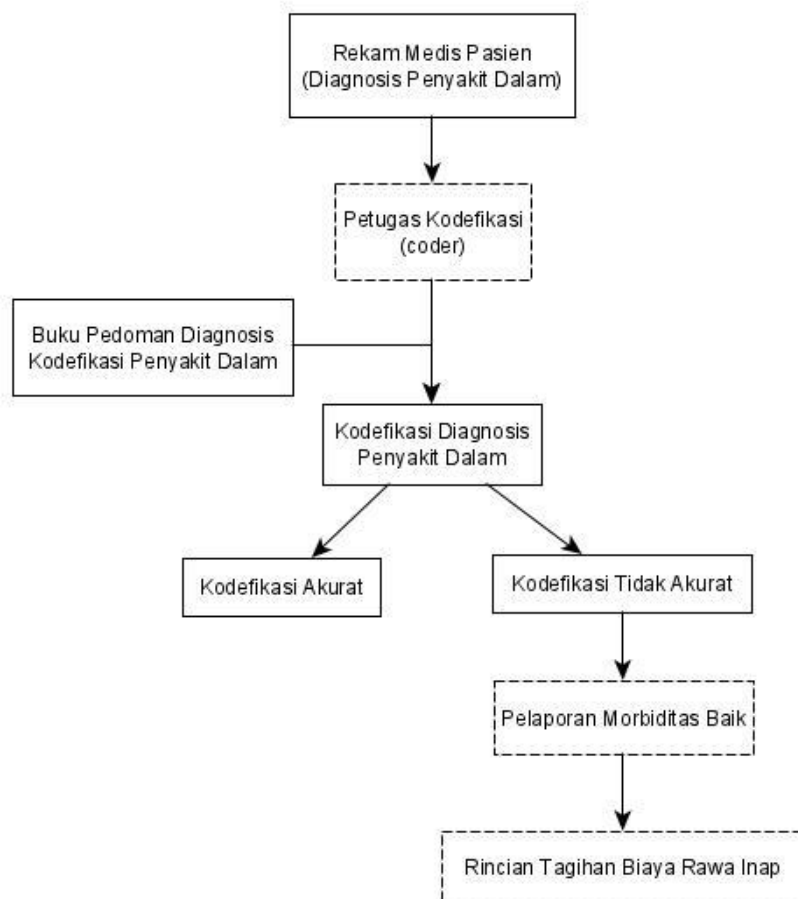 Rekam Medis Pasien
(Diagnosis Penyakit Dalam)
Petugas Kodefikasi
(coder)
Buku Pedoman Diagnosis
Kodefikasi Penyakit Dalam
Kodefikasi Diagnosis
Penyakit Dalam
Kodefikasi Akurat
Kodefikasi Tidak Akurat
Pelaporan Morbiditas Baik
Rincian Tagihan Biaya Rawa Inap